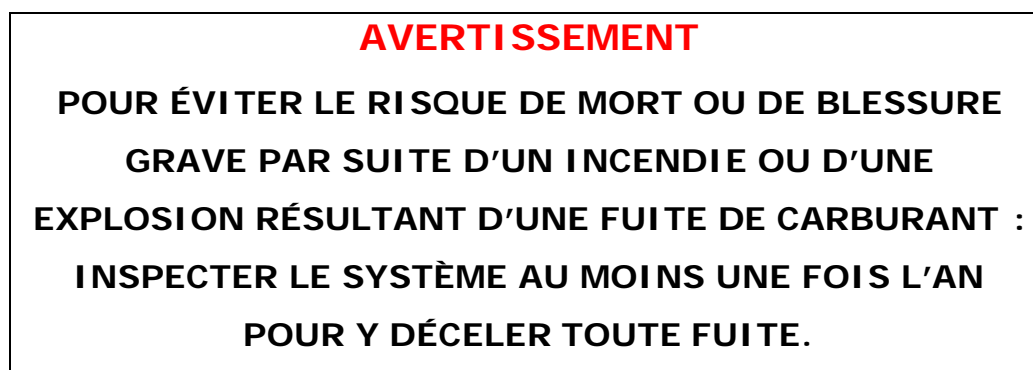 AVERTISSEMENT
POUR ÉVITER LE RISQUE DE MORT OU DE BLESSURE
GRAVE PAR SUITE D’UN INCENDIE OU D’UNE
EXPLOSION RÉSULTANT D’UNE FUITE DE CARBURANT :
INSPECTER LE SYSTÈME AU MOINS UNE FOIS L’AN
POUR Y DÉCELER TOUTE FUITE.